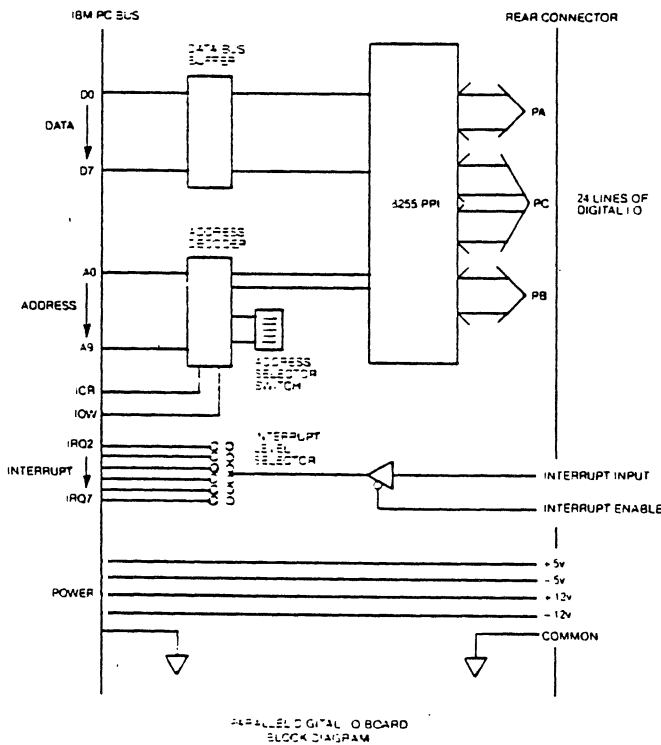 IBM PC BUS
REAR CONNECTOR
DATA BUS
BUFFER
D0
DATA
D7
8255 PPI
PA
PC
PB
24 LINES OF
DIGITAL I O
ADDRESS
DECODER
A0
ADDRESS
A9
ADDRESS
SELECTOR
SWITCH
IOR
IOW
IRQ2
INTERRUPT
IRQ7
INTERRUPT
LEVEL
SELECTOR
INTERRUPT INPUT
INTERRUPT ENABLE
POWER
+ 5v
- 5v
+ 12v
- 12v
COMMON
PARALLEL DIGITAL I O BOARD
BLOCK DIAGRAM